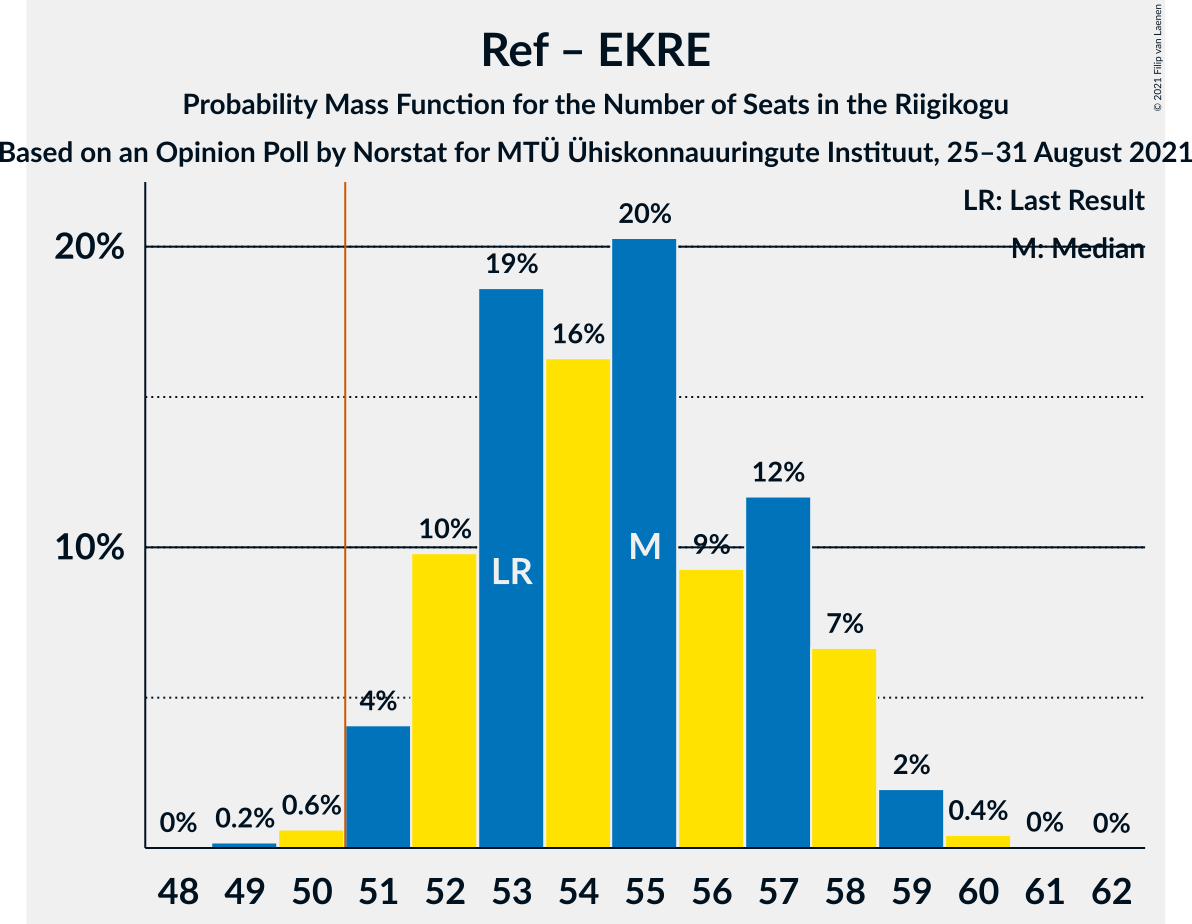 Ref – EKRE
Probability Mass Function for the Number of Seats in the Riigikogu
Based on an Opinion Poll by Norstat for MTÜ Ühiskonnauuringute Instituut, 25–31 August 2021
© 2021 Filip van Laenen
LR: Last Result
M: Median
20%
10%
0%
0.2%
0.6%
4%
10%
19%
16%
20%
9%
12%
7%
2%
0.4%
0%
0%
LR
M
48 49 50 51 52 53 54 55 56 57 58 59 60 61 62